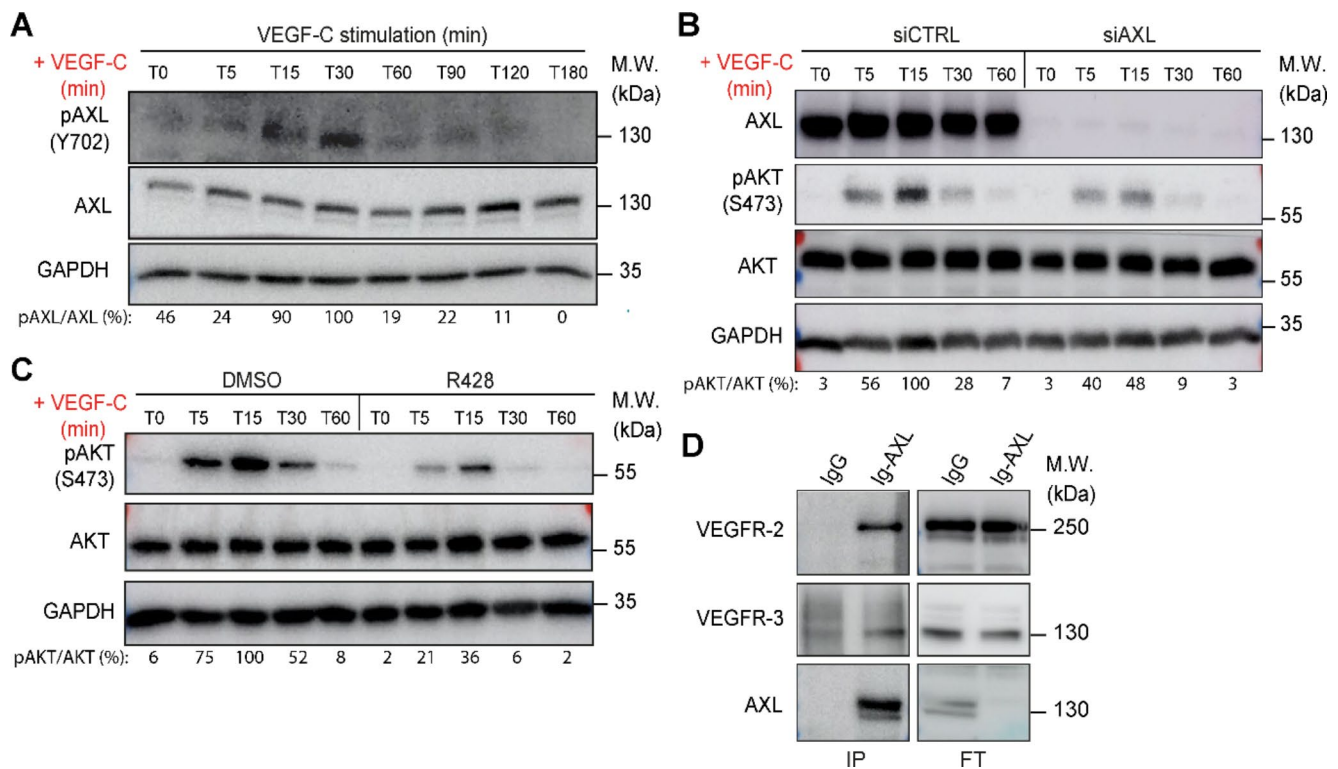 A
VEGF-C stimulation (min)
+ VEGF-C
(min)
T0 T5 T15 T30 T60 T90 T120 T180
M.W.
(kDa)
pAXL
(Y702)
130
AXL
130
GAPDH
35
pAXL/AXL (%): 46 24 90 100 19 22 11 0
B
siCTRL siAXL
+ VEGF-C
(min)
T0 T5 T15 T30 T60 T0 T5 T15 T30 T60
M.W.
(kDa)
AXL
130
pAKT
(S473)
55
AKT
55
GAPDH
35
pAKT/AKT (%): 3 56 100 28 7 3 40 48 9 3
C
DMSO R428
+ VEGF-C
(min)
T0 T5 T15 T30 T60 T0 T5 T15 T30 T60
M.W.
(kDa)
pAKT
(S473)
55
AKT
55
GAPDH
35
pAKT/AKT (%): 6 75 100 52 8 2 21 36 6 2
D
IgG Ig-AXL IgG Ig-AXL
M.W.
(kDa)
VEGFR-2
250
VEGFR-3
130
AXL
130
IP FT